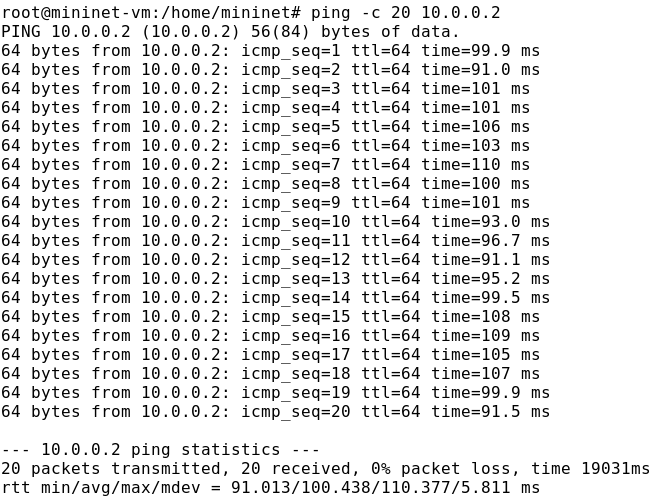 root@mininet-vm:/home/mininet# ping -c 20 10.0.0.2
PING 10.0.0.2 (10.0.0.2) 56(84) bytes of data.
64 bytes from 10.0.0.2: icmp_seq=1 ttl=64 time=99.9 ms
64 bytes from 10.0.0.2: icmp_seq=2 ttl=64 time=91.0 ms
64 bytes from 10.0.0.2: icmp_seq=3 ttl=64 time=101 ms
64 bytes from 10.0.0.2: icmp_seq=4 ttl=64 time=101 ms
64 bytes from 10.0.0.2: icmp_seq=5 ttl=64 time=106 ms
64 bytes from 10.0.0.2: icmp_seq=6 ttl=64 time=103 ms
64 bytes from 10.0.0.2: icmp_seq=7 ttl=64 time=110 ms
64 bytes from 10.0.0.2: icmp_seq=8 ttl=64 time=100 ms
64 bytes from 10.0.0.2: icmp_seq=9 ttl=64 time=101 ms
64 bytes from 10.0.0.2: icmp_seq=10 ttl=64 time=93.0 ms
64 bytes from 10.0.0.2: icmp_seq=11 ttl=64 time=96.7 ms
64 bytes from 10.0.0.2: icmp_seq=12 ttl=64 time=91.1 ms
64 bytes from 10.0.0.2: icmp_seq=13 ttl=64 time=95.2 ms
64 bytes from 10.0.0.2: icmp_seq=14 ttl=64 time=99.5 ms
64 bytes from 10.0.0.2: icmp_seq=15 ttl=64 time=108 ms
64 bytes from 10.0.0.2: icmp_seq=16 ttl=64 time=109 ms
64 bytes from 10.0.0.2: icmp_seq=17 ttl=64 time=105 ms
64 bytes from 10.0.0.2: icmp_seq=18 ttl=64 time=107 ms
64 bytes from 10.0.0.2: icmp_seq=19 ttl=64 time=99.9 ms
64 bytes from 10.0.0.2: icmp_seq=20 ttl=64 time=91.5 ms
--- 10.0.0.2 ping statistics ---
20 packets transmitted, 20 received, 0% packet loss, time 19031ms
rtt min/avg/max/mdev = 91.013/100.438/110.377/5.811 ms